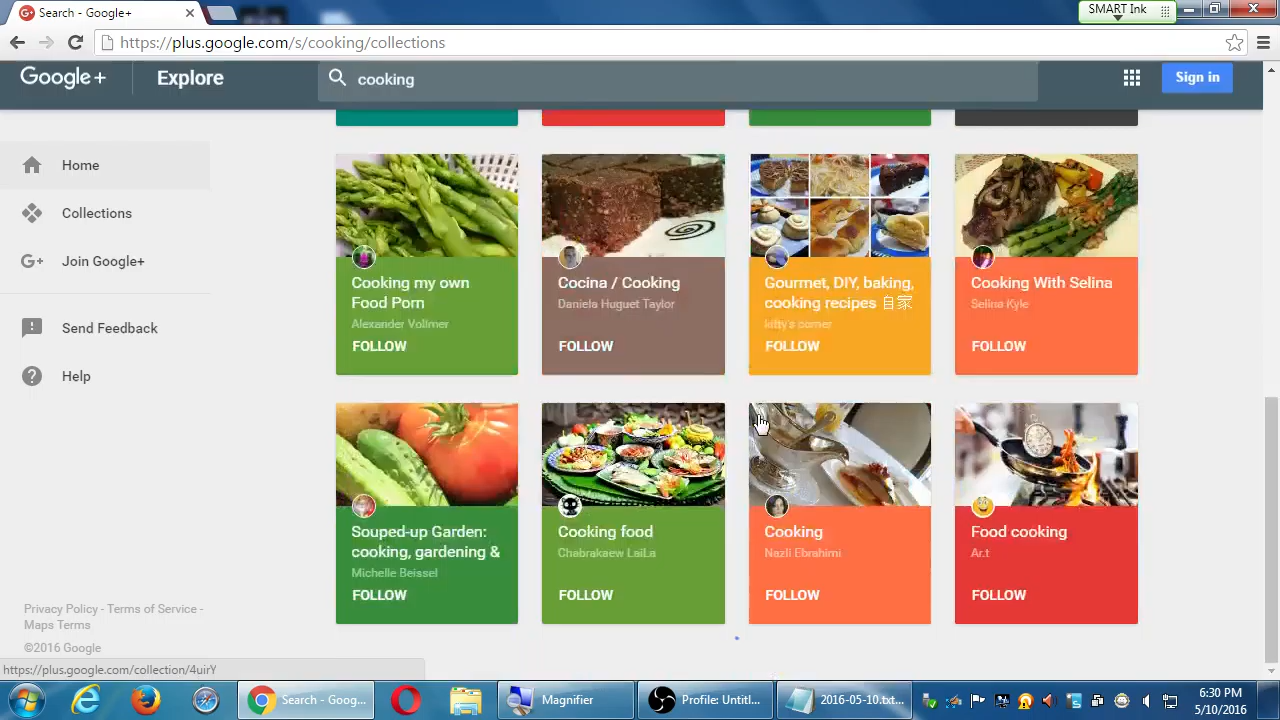 Search - Google+
SMART Ink
https://plus.google.com/s/cooking/collections
Google+
Explore
cooking
Sign in
Home
Collections
Join Google+
Send Feedback
Help
Cooking my own
Food Porn
Alexander Vollmer
FOLLOW
Cocina / Cooking
Daniela Huguet Taylor
FOLLOW
Gourmet, DIY, baking,
cooking recipes 自家
kitty's corner
FOLLOW
Cooking With Selina
Selina Kyle
FOLLOW
Souped-up Garden:
cooking, gardening &
Michelle Beissel
FOLLOW
Cooking food
Chabrakaew LaiLa
FOLLOW
Cooking
Nazli Ebrahimi
FOLLOW
Food cooking
Ar.t
FOLLOW
Privacy Policy - Terms of Service -
Maps Terms
©2016 Google
https://plus.google.com/collection/4uirY
Search - Goog...
Magnifier
Profile: Untitl...
2016-05-10.txt...
6:30 PM
5/10/2016